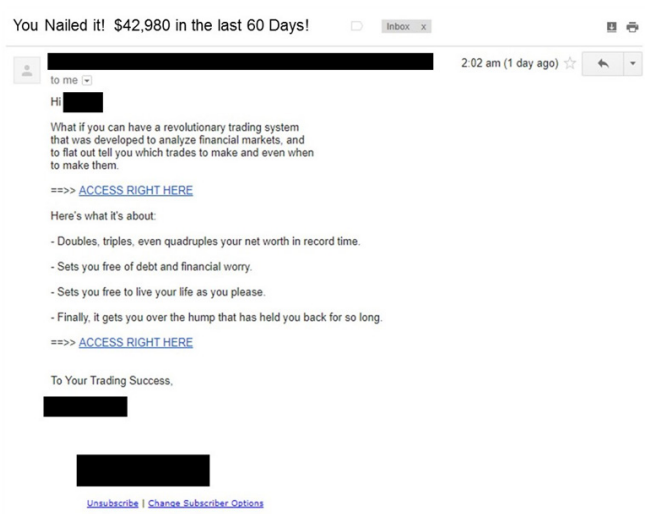 You Nailed it!  $42,980 in the last 60 Days!
Inbox x
2:02 am (1 day ago)
to me
Hi
What if you can have a revolutionary trading system
that was developed to analyze financial markets, and
to flat out tell you which trades to make and even when
to make them.
==>> ACCESS RIGHT HERE
Here's what it's about:
- Doubles, triples, even quadruples your net worth in record time.
- Sets you free of debt and financial worry.
- Sets you free to live your life as you please.
- Finally, it gets you over the hump that has held you back for so long.
==>> ACCESS RIGHT HERE
To Your Trading Success,
Unsubscribe | Change Subscriber Options